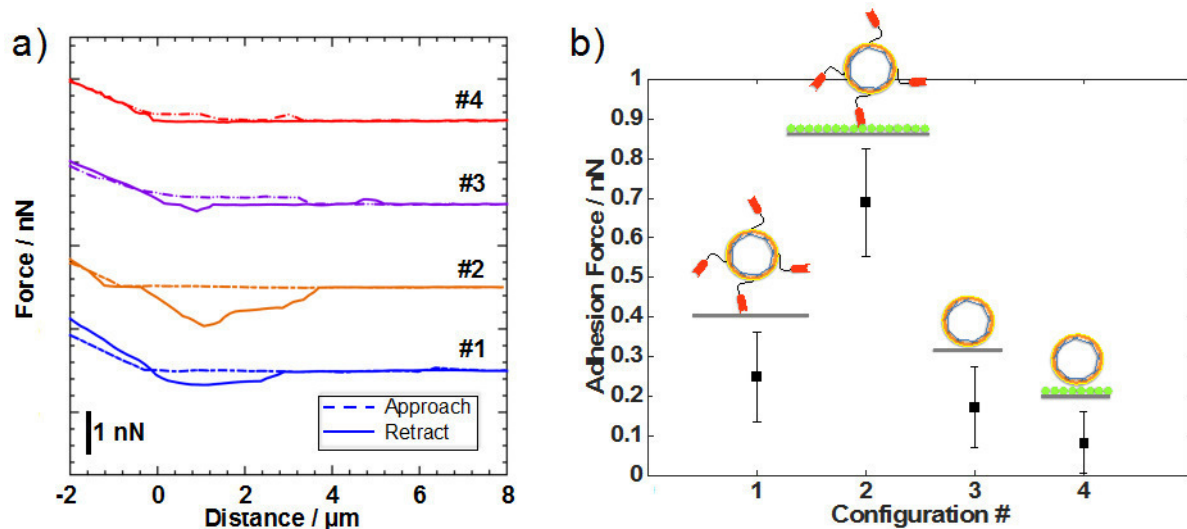 a)
Force / nN
#4
#3
#2
#1
1 nN
Approach
Retract
-2 0 2 4 6 8
Distance / µm
b)
Adhesion Force / nN
1
0.9
0.8
0.7
0.6
0.5
0.4
0.3
0.2
0.1
0
1 2 3 4
Configuration #